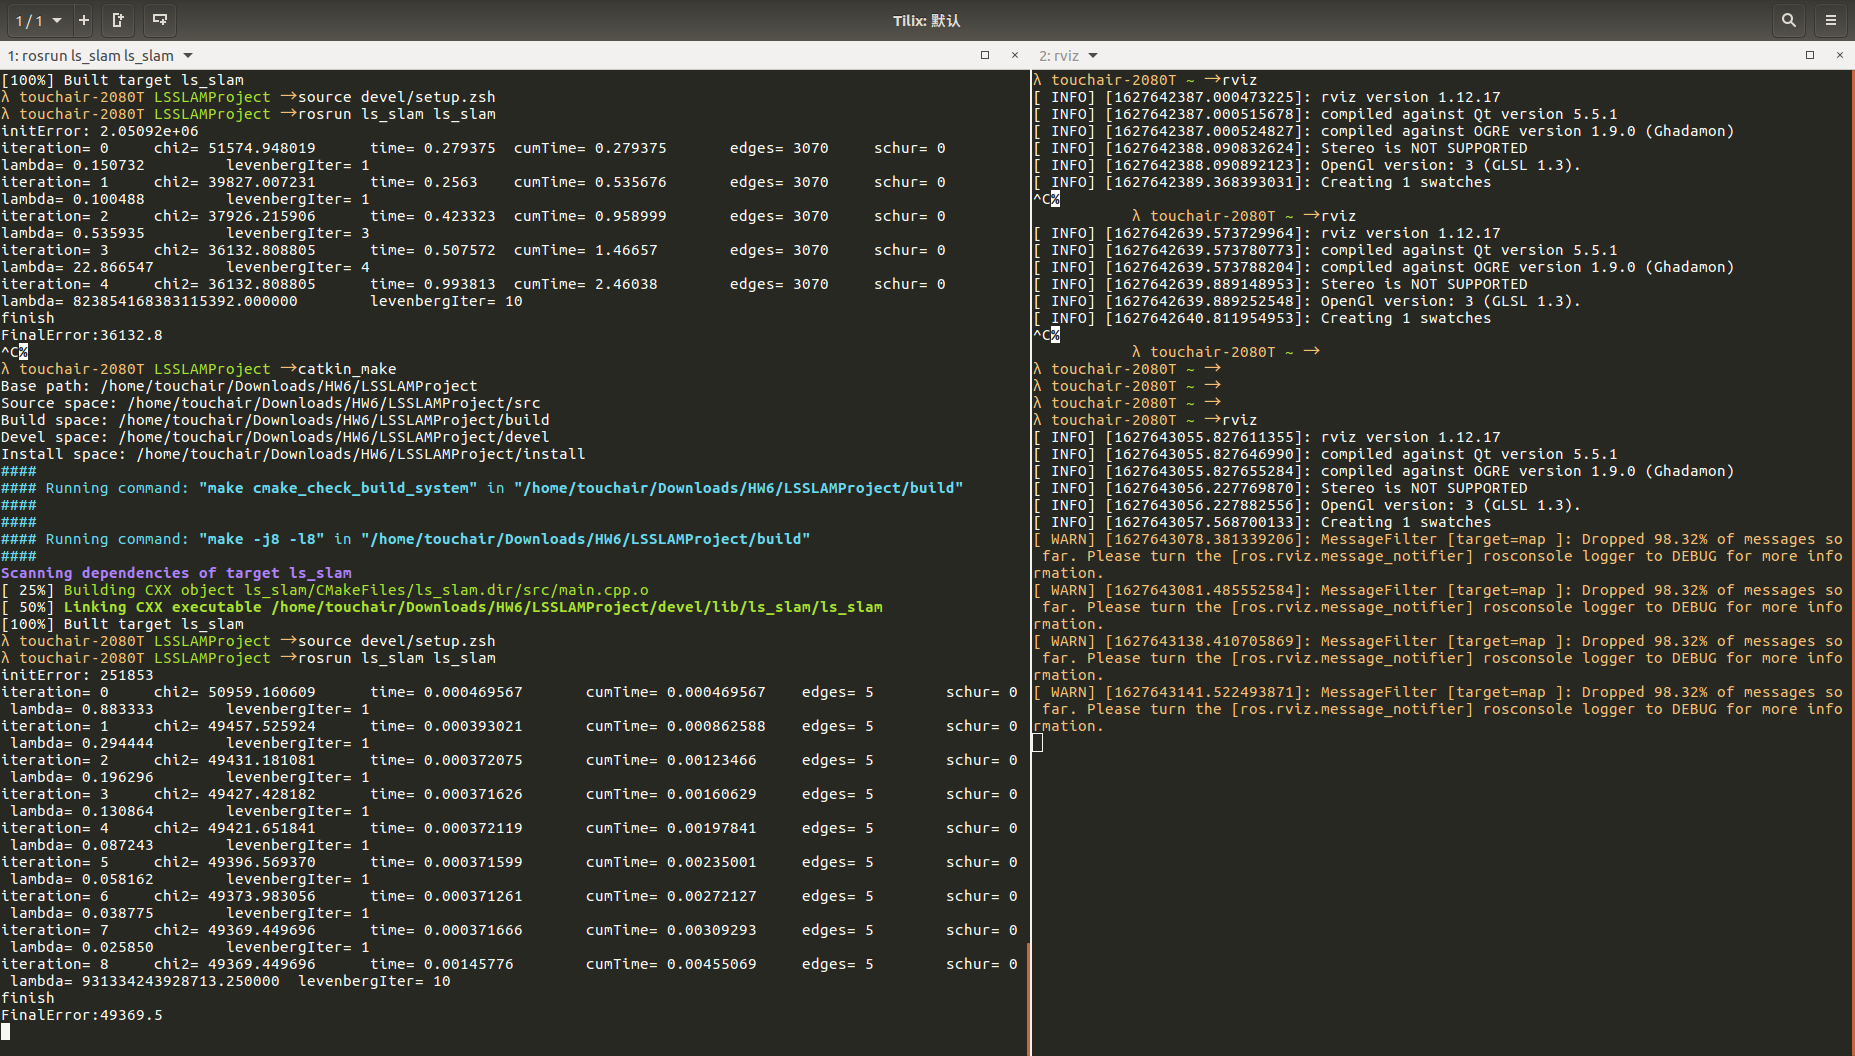 1 / 1
Tilix: 默认
1: rosrun ls_slam ls_slam
[100%] Built target ls_slam
λ touchair-2080T LSSLAMProject →source devel/setup.zsh
λ touchair-2080T LSSLAMProject →rosrun ls_slam ls_slam
initError: 2.05092e+06
iteration= 0 chi2= 51574.948019 time= 0.279375 cumTime= 0.279375 edges= 3070 schur= 0
lambda= 0.150732 levenbergIter= 1
iteration= 1 chi2= 39827.007231 time= 0.2563 cumTime= 0.535676 edges= 3070 schur= 0
lambda= 0.100488 levenbergIter= 1
iteration= 2 chi2= 37926.215906 time= 0.423323 cumTime= 0.958999 edges= 3070 schur= 0
lambda= 0.535935 levenbergIter= 3
iteration= 3 chi2= 36132.808805 time= 0.507572 cumTime= 1.46657 edges= 3070 schur= 0
lambda= 22.866547 levenbergIter= 4
iteration= 4 chi2= 36132.808805 time= 0.993813 cumTime= 2.46038 edges= 3070 schur= 0
lambda= 823854168383115392.000000 levenbergIter= 10
finish
FinalError:36132.8
^C%
λ touchair-2080T LSSLAMProject →catkin_make
Base path: /home/touchair/Downloads/HW6/LSSLAMProject
Source space: /home/touchair/Downloads/HW6/LSSLAMProject/src
Build space: /home/touchair/Downloads/HW6/LSSLAMProject/build
Devel space: /home/touchair/Downloads/HW6/LSSLAMProject/devel
Install space: /home/touchair/Downloads/HW6/LSSLAMProject/install
####
#### Running command: "make cmake_check_build_system" in "/home/touchair/Downloads/HW6/LSSLAMProject/build"
####
####
#### Running command: "make -j8 -l8" in "/home/touchair/Downloads/HW6/LSSLAMProject/build"
####
Scanning dependencies of target ls_slam
[ 25%] Building CXX object ls_slam/CMakeFiles/ls_slam.dir/src/main.cpp.o
[ 50%] Linking CXX executable /home/touchair/Downloads/HW6/LSSLAMProject/devel/lib/ls_slam/ls_slam
[100%] Built target ls_slam
λ touchair-2080T LSSLAMProject →source devel/setup.zsh
λ touchair-2080T LSSLAMProject →rosrun ls_slam ls_slam
initError: 251853
iteration= 0 chi2= 50959.160609 time= 0.000469567 cumTime= 0.000469567 edges= 5 schur= 0
lambda= 0.883333 levenbergIter= 1
iteration= 1 chi2= 49457.525924 time= 0.000393021 cumTime= 0.000862588 edges= 5 schur= 0
lambda= 0.294444 levenbergIter= 1
iteration= 2 chi2= 49431.181081 time= 0.000372075 cumTime= 0.00123466 edges= 5 schur= 0
lambda= 0.196296 levenbergIter= 1
iteration= 3 chi2= 49427.428182 time= 0.000371626 cumTime= 0.00160629 edges= 5 schur= 0
lambda= 0.130864 levenbergIter= 1
iteration= 4 chi2= 49421.651841 time= 0.000372119 cumTime= 0.00197841 edges= 5 schur= 0
lambda= 0.087243 levenbergIter= 1
iteration= 5 chi2= 49396.569370 time= 0.000371599 cumTime= 0.00235001 edges= 5 schur= 0
lambda= 0.058162 levenbergIter= 1
iteration= 6 chi2= 49373.983056 time= 0.000371261 cumTime= 0.00272127 edges= 5 schur= 0
lambda= 0.038775 levenbergIter= 1
iteration= 7 chi2= 49369.449696 time= 0.000371666 cumTime= 0.00309293 edges= 5 schur= 0
lambda= 0.025850 levenbergIter= 1
iteration= 8 chi2= 49369.449696 time= 0.00145776 cumTime= 0.00455069 edges= 5 schur= 0
lambda= 931334243928713.250000 levenbergIter= 10
finish
FinalError:49369.5
2: rviz
λ touchair-2080T ~ →rviz
[ INFO] [1627642387.000473225]: rviz version 1.12.17
[ INFO] [1627642387.000515678]: compiled against Qt version 5.5.1
[ INFO] [1627642387.000524827]: compiled against OGRE version 1.9.0 (Ghadamon)
[ INFO] [1627642388.090832624]: Stereo is NOT SUPPORTED
[ INFO] [1627642388.090892123]: OpenGl version: 3 (GLSL 1.3).
[ INFO] [1627642389.368393031]: Creating 1 swatches
^C%
λ touchair-2080T ~ →rviz
[ INFO] [1627642639.573729964]: rviz version 1.12.17
[ INFO] [1627642639.573780773]: compiled against Qt version 5.5.1
[ INFO] [1627642639.573788204]: compiled against OGRE version 1.9.0 (Ghadamon)
[ INFO] [1627642639.889148953]: Stereo is NOT SUPPORTED
[ INFO] [1627642639.889252548]: OpenGl version: 3 (GLSL 1.3).
[ INFO] [1627642640.811954953]: Creating 1 swatches
^C%
λ touchair-2080T ~ →
λ touchair-2080T ~ →
λ touchair-2080T ~ →
λ touchair-2080T ~ →
λ touchair-2080T ~ →rviz
[ INFO] [1627643055.827611355]: rviz version 1.12.17
[ INFO] [1627643055.827646990]: compiled against Qt version 5.5.1
[ INFO] [1627643055.827655284]: compiled against OGRE version 1.9.0 (Ghadamon)
[ INFO] [1627643056.227769870]: Stereo is NOT SUPPORTED
[ INFO] [1627643056.227882556]: OpenGl version: 3 (GLSL 1.3).
[ INFO] [1627643057.568700133]: Creating 1 swatches
[ WARN] [1627643078.381339206]: MessageFilter [target=map ]: Dropped 98.32% of messages so
far. Please turn the [ros.rviz.message_notifier] rosconsole logger to DEBUG for more info
rmation.
[ WARN] [1627643081.485552584]: MessageFilter [target=map ]: Dropped 98.32% of messages so
far. Please turn the [ros.rviz.message_notifier] rosconsole logger to DEBUG for more info
rmation.
[ WARN] [1627643138.410705869]: MessageFilter [target=map ]: Dropped 98.32% of messages so
far. Please turn the [ros.rviz.message_notifier] rosconsole logger to DEBUG for more info
rmation.
[ WARN] [1627643141.522493871]: MessageFilter [target=map ]: Dropped 98.32% of messages so
far. Please turn the [ros.rviz.message_notifier] rosconsole logger to DEBUG for more info
rmation.